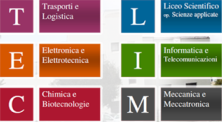 T
Trasporti e
Logistica
L
Liceo Scientifico
op. Scienze applicate
E
Elettronica e
Elettrotecnica
I
Informatica e
Telecomunicazioni
C
Chimica e
Biotecnologie
M
Meccanica e
Meccatronica